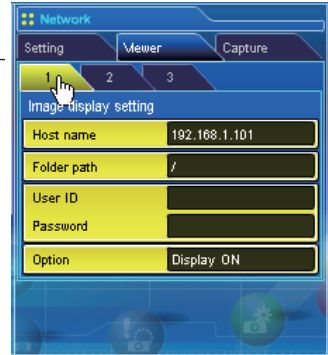 Network
Setting Viewer Capture
1 2 3
Image display setting
Host name 192.168.1.101
Folder path /
User ID
Password
Option Display ON